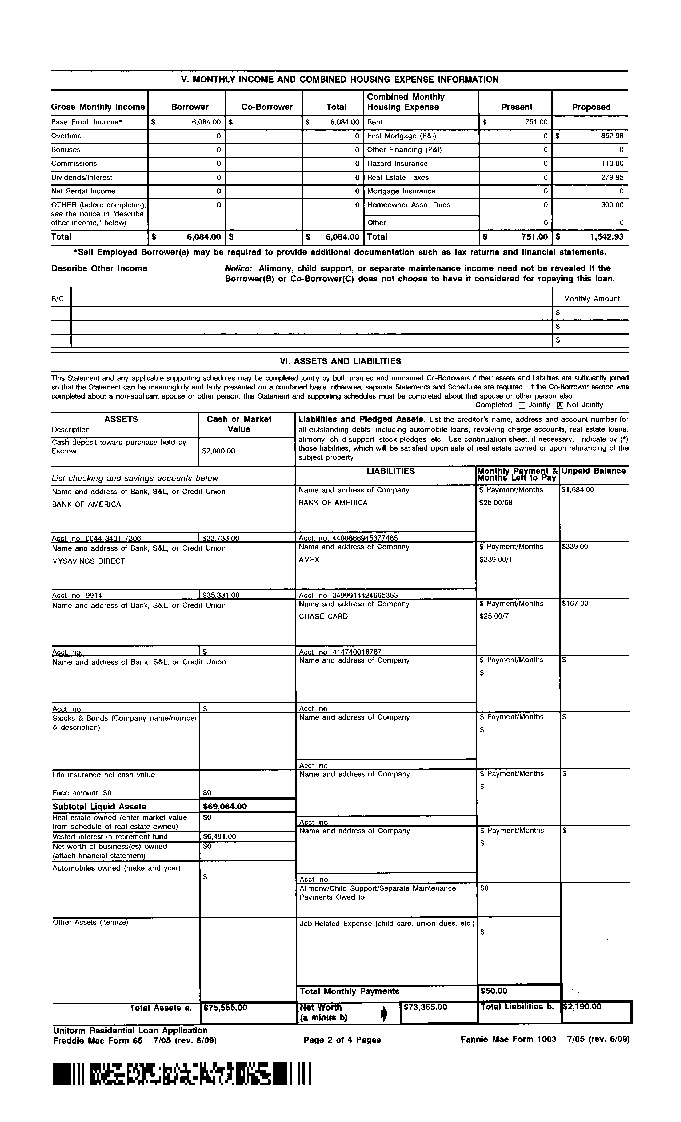 V. MONTHLY INCOME AND COMBINED HOUSING EXPENSE INFORMATION
Gross Monthly Income Borrower Co-Borrower Total Combined Monthly Housing Expense Present Proposed
Base Empl. Income* $ 6,084.00 $ $ 6,084.00 Rent $ 751.00
Overtime 0 0 First Mortgage (P&I) 0 $
Bonuses 0 0 Other Financing (P&I) 0 0
Commissions 0 0 Hazard Insurance 0
Dividends/Interest 0 0 Real Estate Taxes 0
Net Rental Income 0 0 Mortgage Insurance 0 0
OTHER (before completing, see the notice in "describe other income," below) 0 0 Homeowner Assn. Dues 0 300.00
Other 0 0
Total $ 6,084.00 $ $ 6,084.00 Total $ 751.00 $ 1,542.93
*Self Employed Borrower(s) may be required to provide additional documentation such as tax returns and financial statements.
Describe Other Income Notice: Alimony, child support, or separate maintenance income need not be revealed if the
Borrower(B) or Co-Borrower(C) does not choose to have it considered for repaying this loan.
B/C Monthly Amount
$
$
$
VI. ASSETS AND LIABILITIES
This Statement and any applicable supporting schedules may be completed jointly by both married and unmarried Co-Borrowers if their assets and liabilities are sufficiently joined
so that the Statement can be meaningfully and fairly presented on a combined basis; otherwise, separate Statements and Schedules are required. If the Co-Borrower section was
completed about a non-applicant spouse or other person, this Statement and supporting schedules must be completed about that spouse or other person also.
Completed Jointly X Not Jointly
ASSETS Cash or Market Value
Description
Cash deposit toward purchase held by Escrow $7,000.00
Liabilities and Pledged Assets. List the creditor's name, address and account number for
all outstanding debts, including automobile loans, revolving charge accounts, real estate loans,
alimony, child support, stock pledges, etc. Use continuation sheet, if necessary. Indicate by (*)
those liabilities, which will be satisfied upon sale of real estate owned or upon refinancing of the
subject property.
LIABILITIES Monthly Payment & Months Left to Pay Unpaid Balance
List checking and savings accounts below
Name and address of Bank, S&L, or Credit Union Name and address of Company $ Payment/Months $1,684.00
BANK OF AMERICA BANK OF AMERICA $25.00/68
Acct. no. Acct. no.
Name and address of Bank, S&L, or Credit Union Name and address of Company $ Payment/Months $339.00
MYSAVINGS DIRECT AMEX $339.00/1
Acct. no. 9914 $35,331.00 Acct. no.
Name and address of Bank, S&L, or Credit Union Name and address of Company $ Payment/Months $167.00
CHASE CARD $25.00/7
Acct. no. $ Acct. no.
Name and address of Bank, S&L, or Credit Union Name and address of Company $ Payment/Months $
$
Acct. no. $ Acct. no.
Stocks & Bonds (Company name/number & description) Name and address of Company $ Payment/Months $
$
Acct. no.
Life insurance net cash value Name and address of Company $ Payment/Months $
$
Face amount: $0 $0
Subtotal Liquid Assets $69,064.00
Real estate owned (enter market value from schedule of real estate owned) $0 Acct. no.
Vested interest in retirement fund $6,491.00 Name and address of Company $ Payment/Months $
Net worth of business(es) owned (attach financial statement) $0 $
Automobiles owned (make and year) $ Acct. no.
Alimony/Child Support/Separate Maintenance Payments Owed to: $0
Other Assets (itemize) Job-Related Expense (child care, union dues, etc.) $
Total Monthly Payments $50.00
Total Assets a. $75,555.00 Net Worth (a minus b) $73,365.00 Total Liabilities b. $2,190.00
Uniform Residential Loan Application
Freddie Mac Form 65 7/05 (rev. 6/09) Page 2 of 4 Pages Fannie Mae Form 1003 7/05 (rev. 6/09)